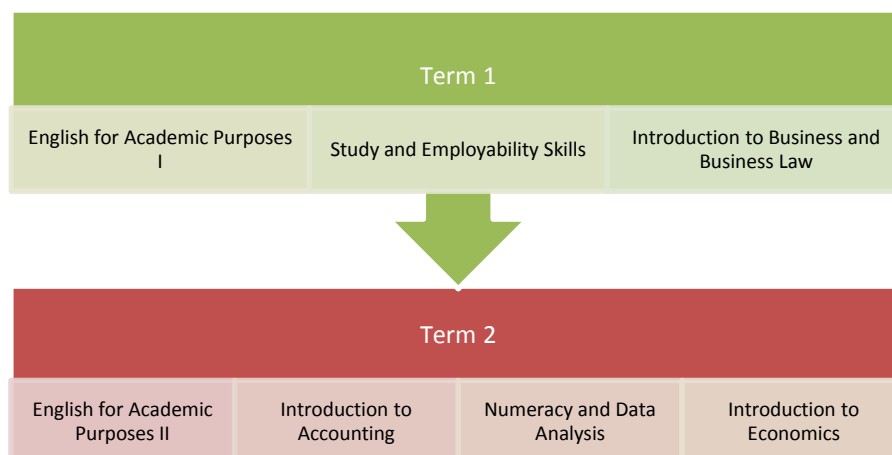 Term 1
English for Academic Purposes
I
Study and Employability Skills
Introduction to Business and
Business Law
Term 2
English for Academic
Purposes II
Introduction to
Accounting
Numeracy and Data
Analysis
Introduction to
Economics